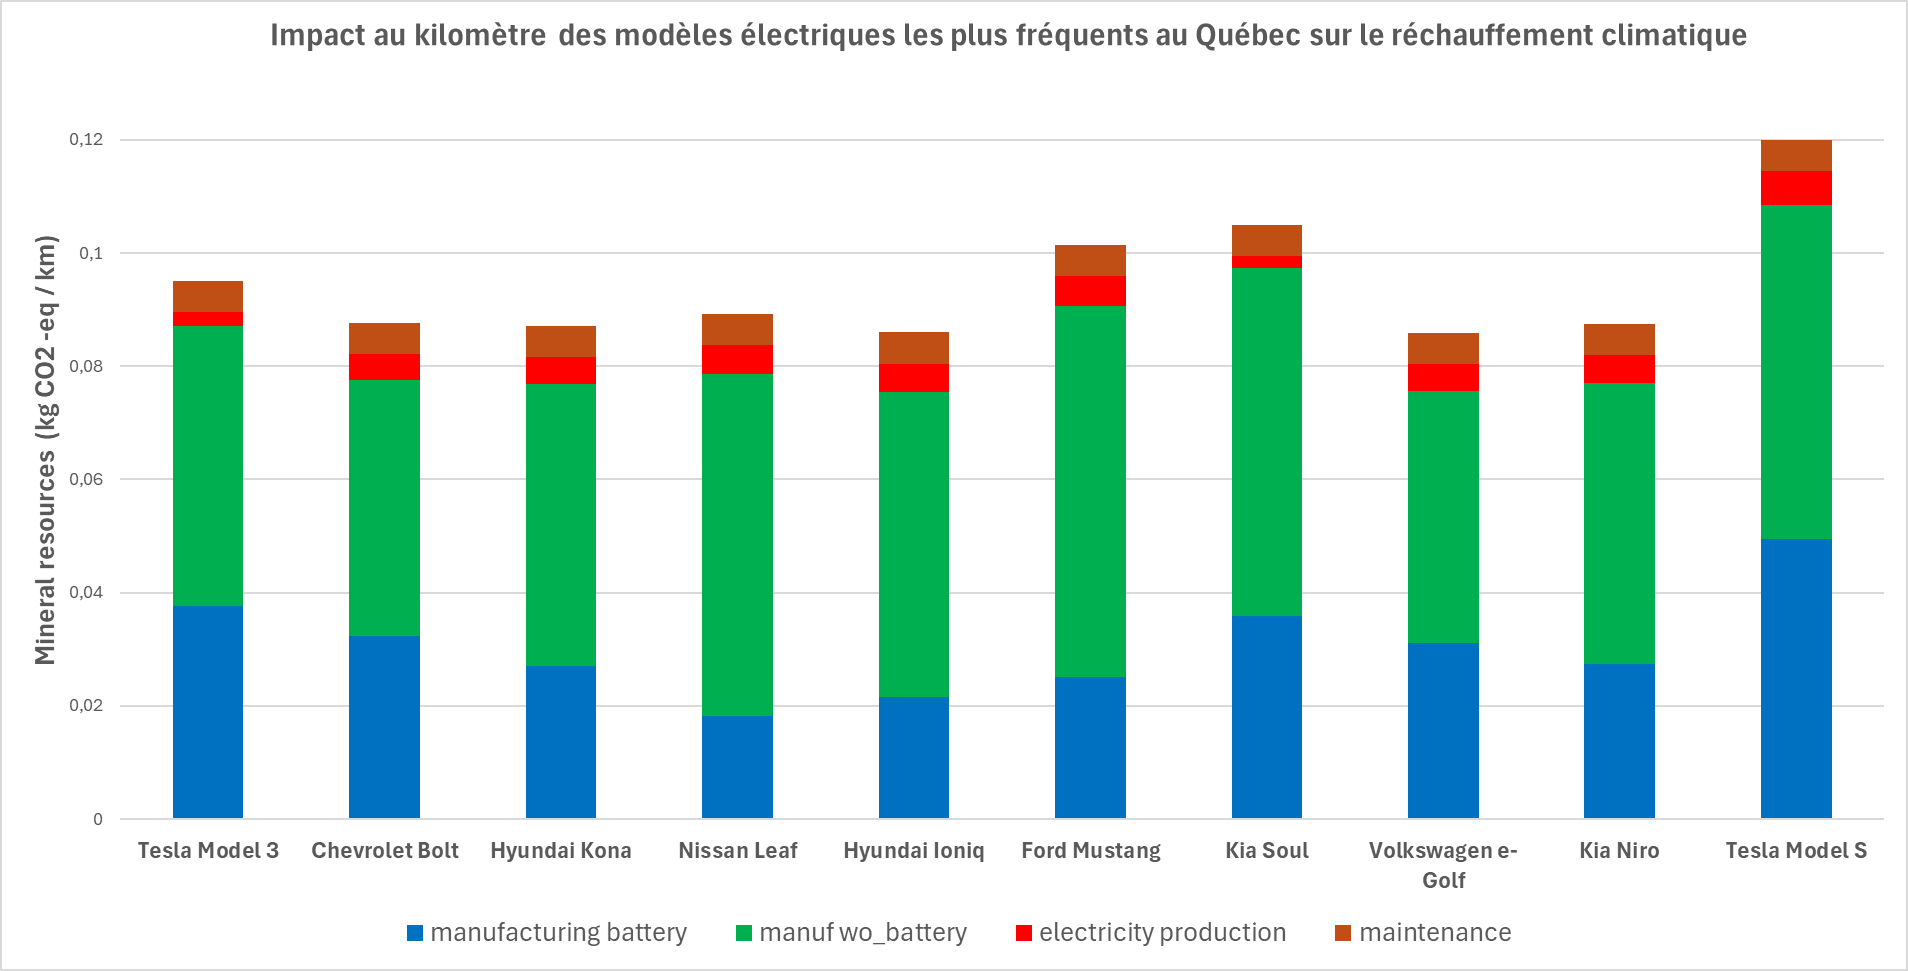 Impact au kilomètre des modèles électriques les plus fréquents au Québec sur le réchauffement climatique
Mineral resources (kg CO2 -eq / km)
0,12
0,1
0,08
0,06
0,04
0,02
0
Tesla Model 3
Chevrolet Bolt
Hyundai Kona
Nissan Leaf
Hyundai Ioniq
Ford Mustang
Kia Soul
Volkswagen e-
Golf
Kia Niro
Tesla Model S
manufacturing battery
manuf wo_battery
electricity production
maintenance